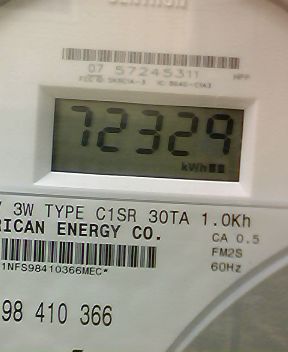 07 57245311 HPP
72329
kWh
3W TYPE C1SR 30TA 1.0Kh
RICAN ENERGY CO.
CA 0.5
FM2S
60Hz
1NFS98410366MEC*
98 410 366